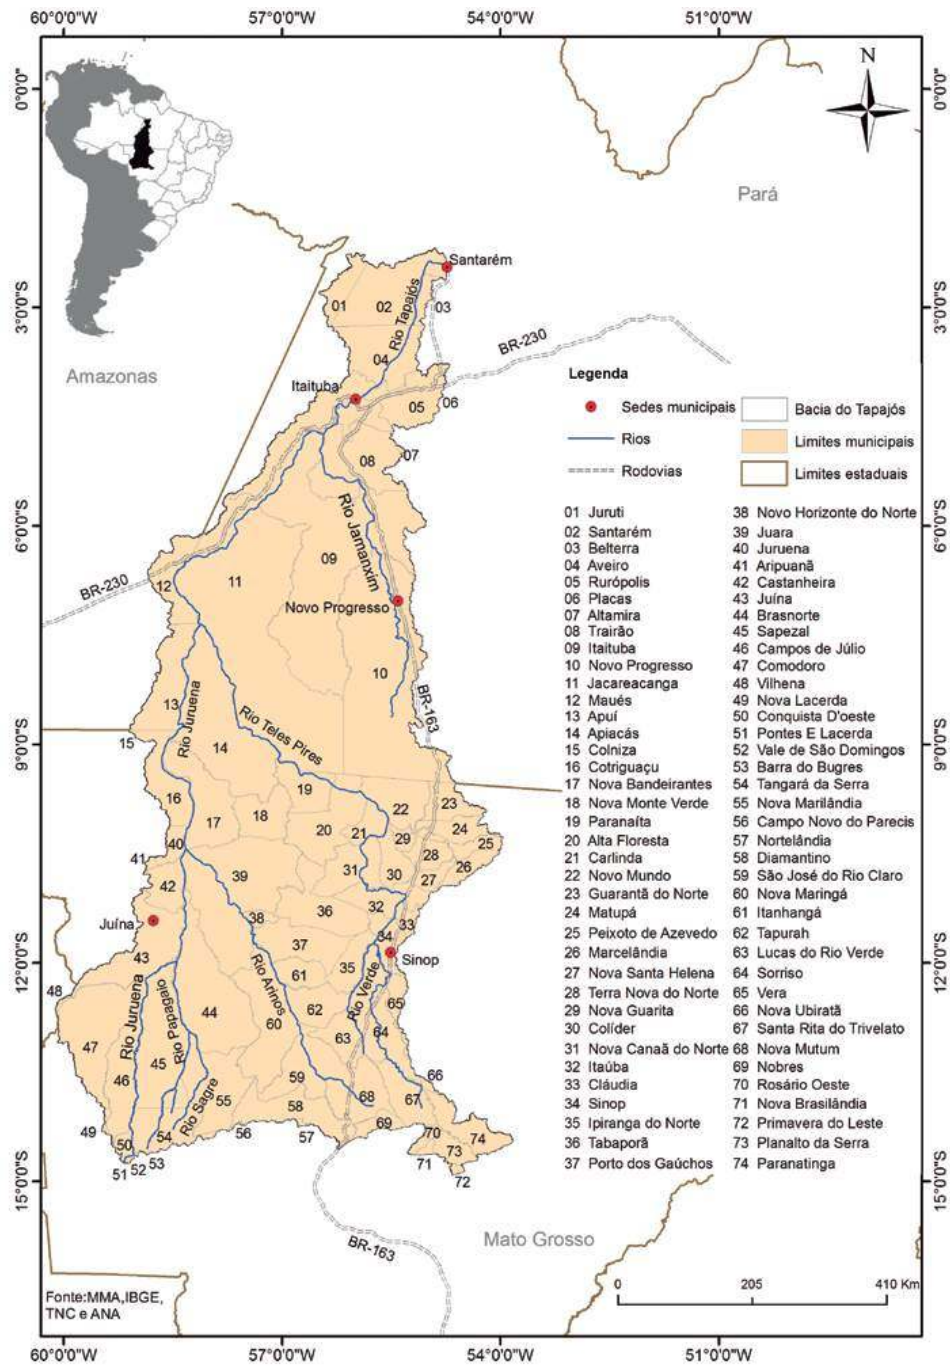 60°0'0"W 57°0'0"W 54°0'0"W 51°0'0"W
0°0'0"
0°0'0"
N
Pará
Santarém
3°0'0"S
3°0'0"S
01
02
03
Rio Tapajós
04
BR-230
Amazonas
Itaituba
05
06
07
08
Legenda
Sedes municipais
Bacia do Tapajós
Rios
Limites municipais
Rodovias
Limites estaduais
6°0'0"S
6°0'0"S
Rio Jamanxim
09
11
12
BR-230
Novo Progresso
10
BR-163
Rio Juruena
13
Rio Teles Pires
14
15
9°0'0"S
9°0'0"S
16
17
18
19
20
21
22
23
24
25
26
27
28
29
30
31
32
33
34
35
36
37
38
39
40
41
42
Juína
43
Sinop
12°0'0"S
12°0'0"S
Rio Juruena
Rio Papagaio
Rio Sagre
Rio Arinos
Rio Verde
44
45
46
47
48
49
50
51
52
53
54
55
56
57
58
59
60
61
62
63
64
65
66
67
68
69
70
71
72
73
74
15°0'0"S
15°0'0"S
01 Juruti
02 Santarém
03 Belterra
04 Aveiro
05 Rurópolis
06 Placas
07 Altamira
08 Trairão
09 Itaituba
10 Novo Progresso
11 Jacareacanga
12 Maués
13 Apuí
14 Apiacás
15 Colniza
16 Cotriguaçu
17 Nova Bandeirantes
18 Nova Monte Verde
19 Paranaíta
20 Alta Floresta
21 Carlinda
22 Novo Mundo
23 Guarantã do Norte
24 Matupá
25 Peixoto de Azevedo
26 Marcelândia
27 Nova Santa Helena
28 Terra Nova do Norte
29 Nova Guarita
30 Colíder
31 Nova Canaã do Norte
32 Itaúba
33 Cláudia
34 Sinop
35 Ipiranga do Norte
36 Tabaporã
37 Porto dos Gaúchos
38 Novo Horizonte do Norte
39 Juara
40 Juruena
41 Aripuanã
42 Castanheira
43 Juína
44 Brasnorte
45 Sapezal
46 Campos de Júlio
47 Comodoro
48 Vilhena
49 Nova Lacerda
50 Conquista D'oeste
51 Pontes E Lacerda
52 Vale de São Domingos
53 Barra do Bugres
54 Tangará da Serra
55 Nova Marilândia
56 Campo Novo do Parecis
57 Nortelândia
58 Diamantino
59 São José do Rio Claro
60 Nova Maringá
61 Itanhangá
62 Tapurah
63 Lucas do Rio Verde
64 Sorriso
65 Vera
66 Nova Ubiratã
67 Santa Rita do Trivelato
68 Nova Mutum
69 Nobres
70 Rosário Oeste
71 Nova Brasilândia
72 Primavera do Leste
73 Planalto da Serra
74 Paranatinga
Mato Grosso
BR-163
0 205 410 Km
Fonte:MMA,IBGE,
TNC e ANA
60°0'0"W 57°0'0"W 54°0'0"W 51°0'0"W